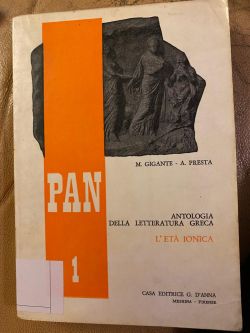 M. GIGANTE - A. PRESTA
PAN
ANTOLOGIA
DELLA LETTERATURA GRECA
L'ETÀ IONICA
1
CASA EDITRICE G. D'ANNA
MESSINA - FIRENZE